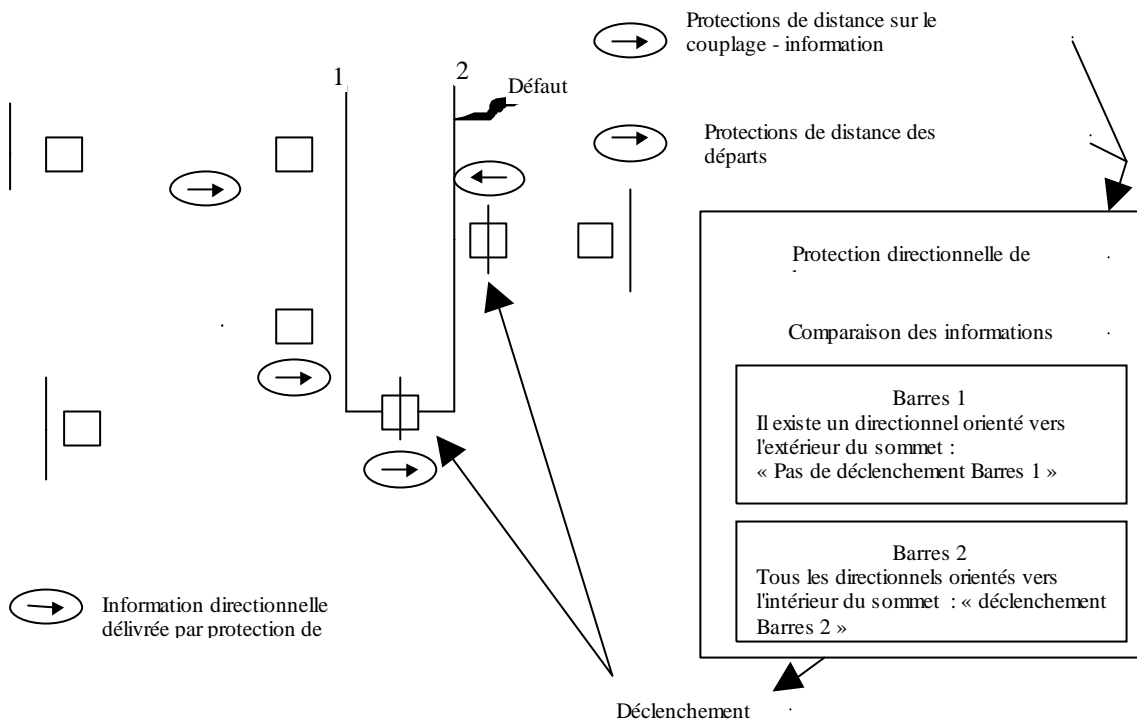 Protections de distance sur le
couplage - information
1
2
Défaut
Protections de distance des
départs
Protection directionnelle de
Comparaison des informations
Barres 1
Il existe un directionnel orienté vers
l'extérieur du sommet :
« Pas de déclenchement Barres 1 »
Barres 2
Tous les directionnels orientés vers
l'intérieur du sommet : « déclenchement
Barres 2 »
Information directionnelle
délivrée par protection de
Déclenchement